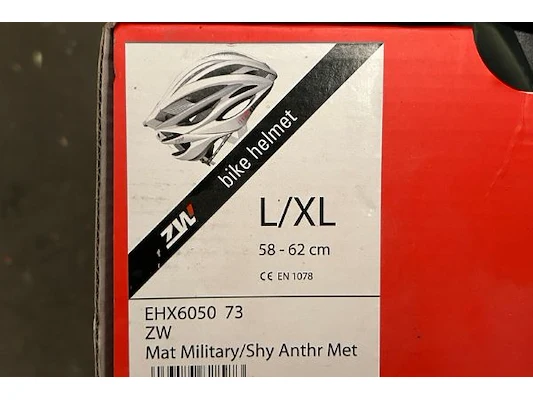 bike helmet
ZW
L/XL
58 - 62 cm
CE EN 1078
EHX6050 73
ZW
Mat Military/Shy Anthr Met